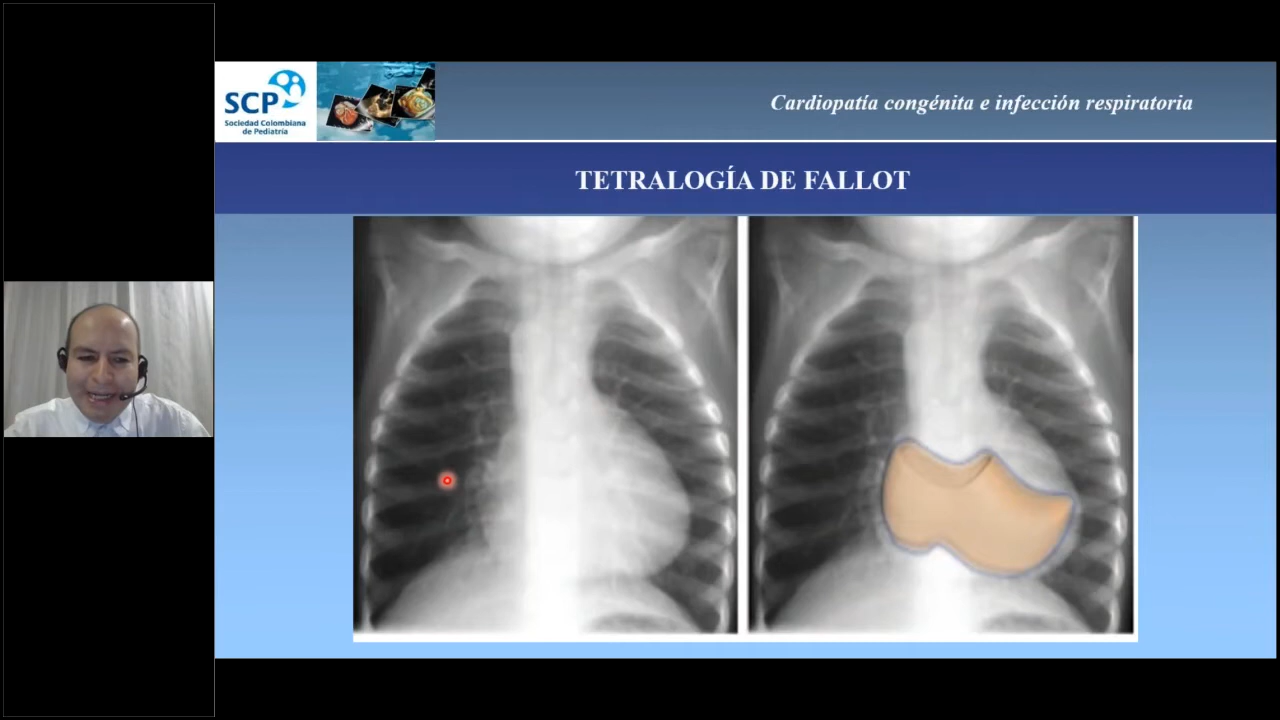 SCP
Sociedad Colombiana
de Pediatría
Cardiopatía congénita e infección respiratoria
TETRALOGÍA DE FALLOT